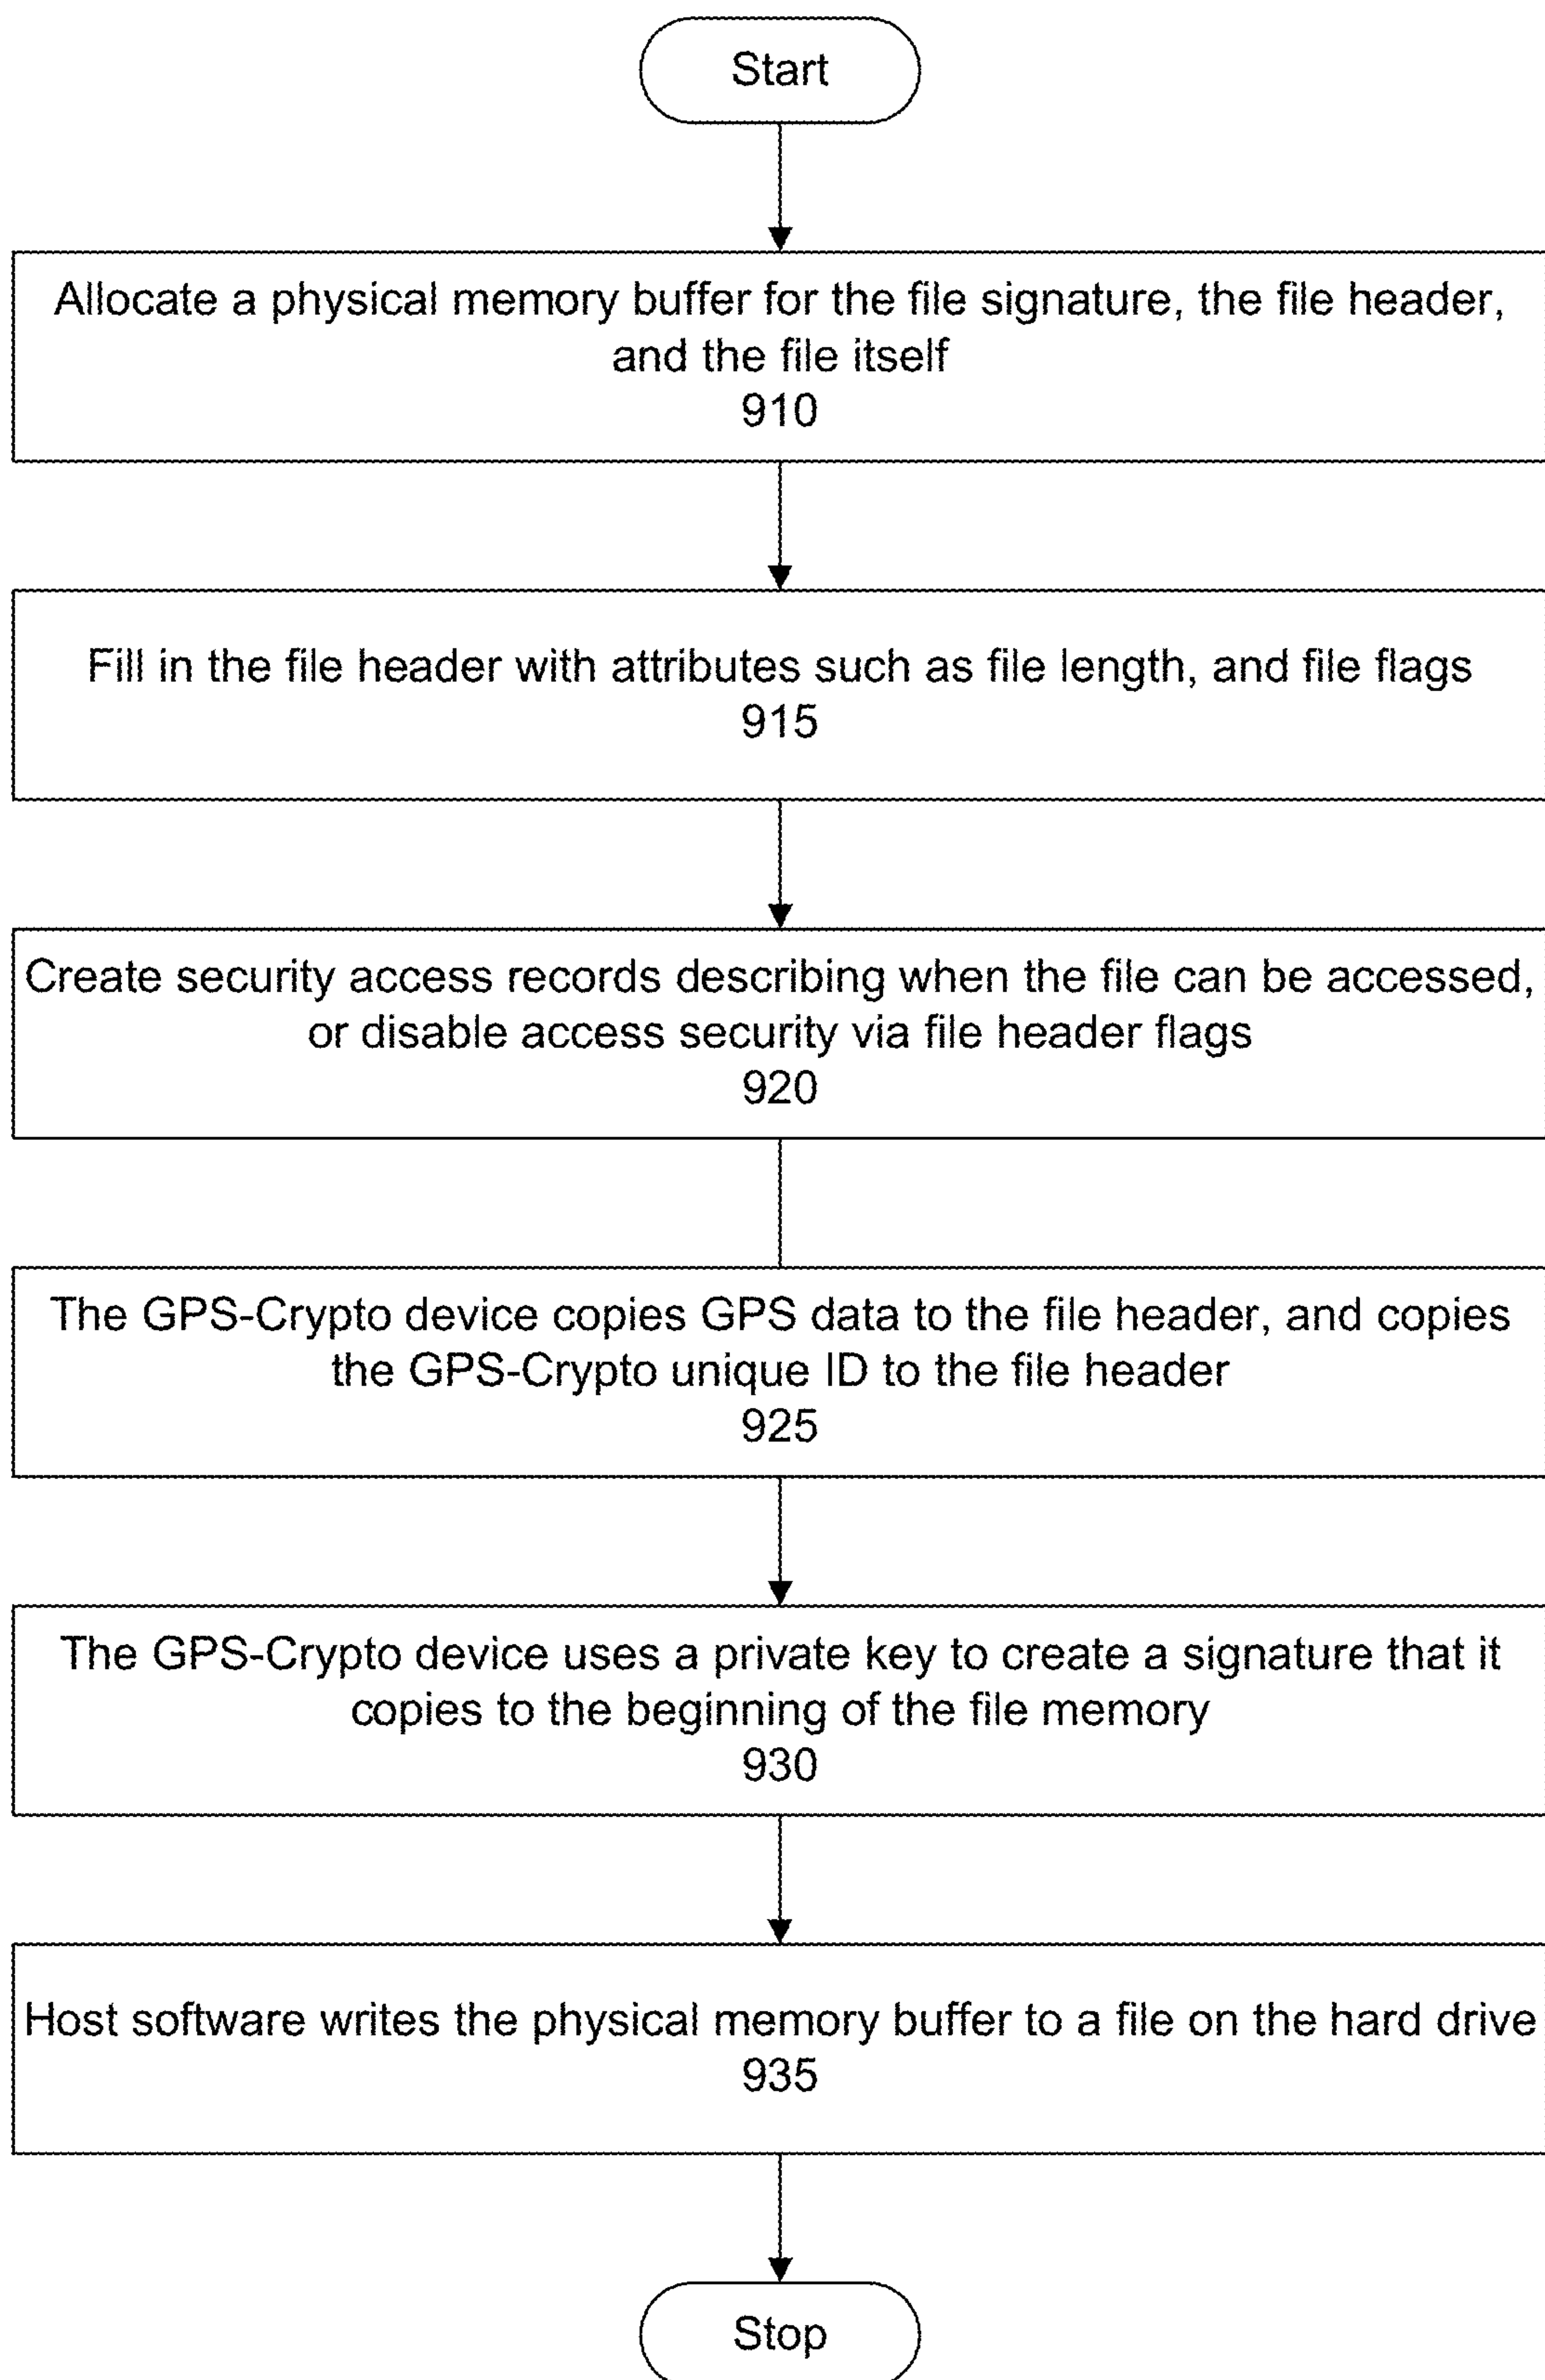 Start
Allocate a physical memory buffer for the file signature, the file header,
and the file itself
910
Fill in the file header with attributes such as file length, and file flags
915
Create security access records describing when the file can be accessed,
or disable access security via file header flags
920
The GPS-Crypto device copies GPS data to the file header, and copies
the GPS-Crypto unique ID to the file header
925
The GPS-Crypto device uses a private key to create a signature that it
copies to the beginning of the file memory
930
Host software writes the physical memory buffer to a file on the hard drive
935
Stop